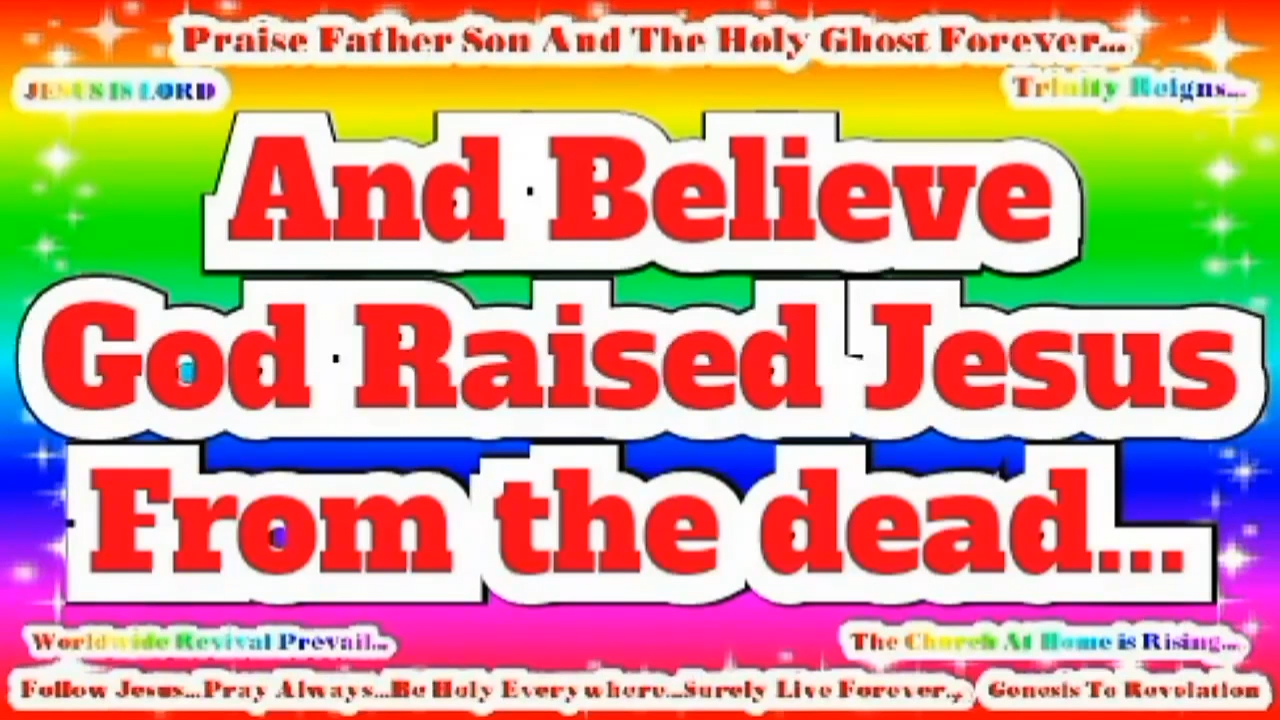 Praise Father Son And The Holy Ghost Forever...
JESUS IS LORD
Trinity Reigns...
And Believe
God Raised Jesus
From the dead...
Worldwide Revival Prevail...
The Church At Home is Rising...
Follow Jesus...Pray Always...Be Holy Everywhere...Surely Live Forever...
Genesis To Revelation